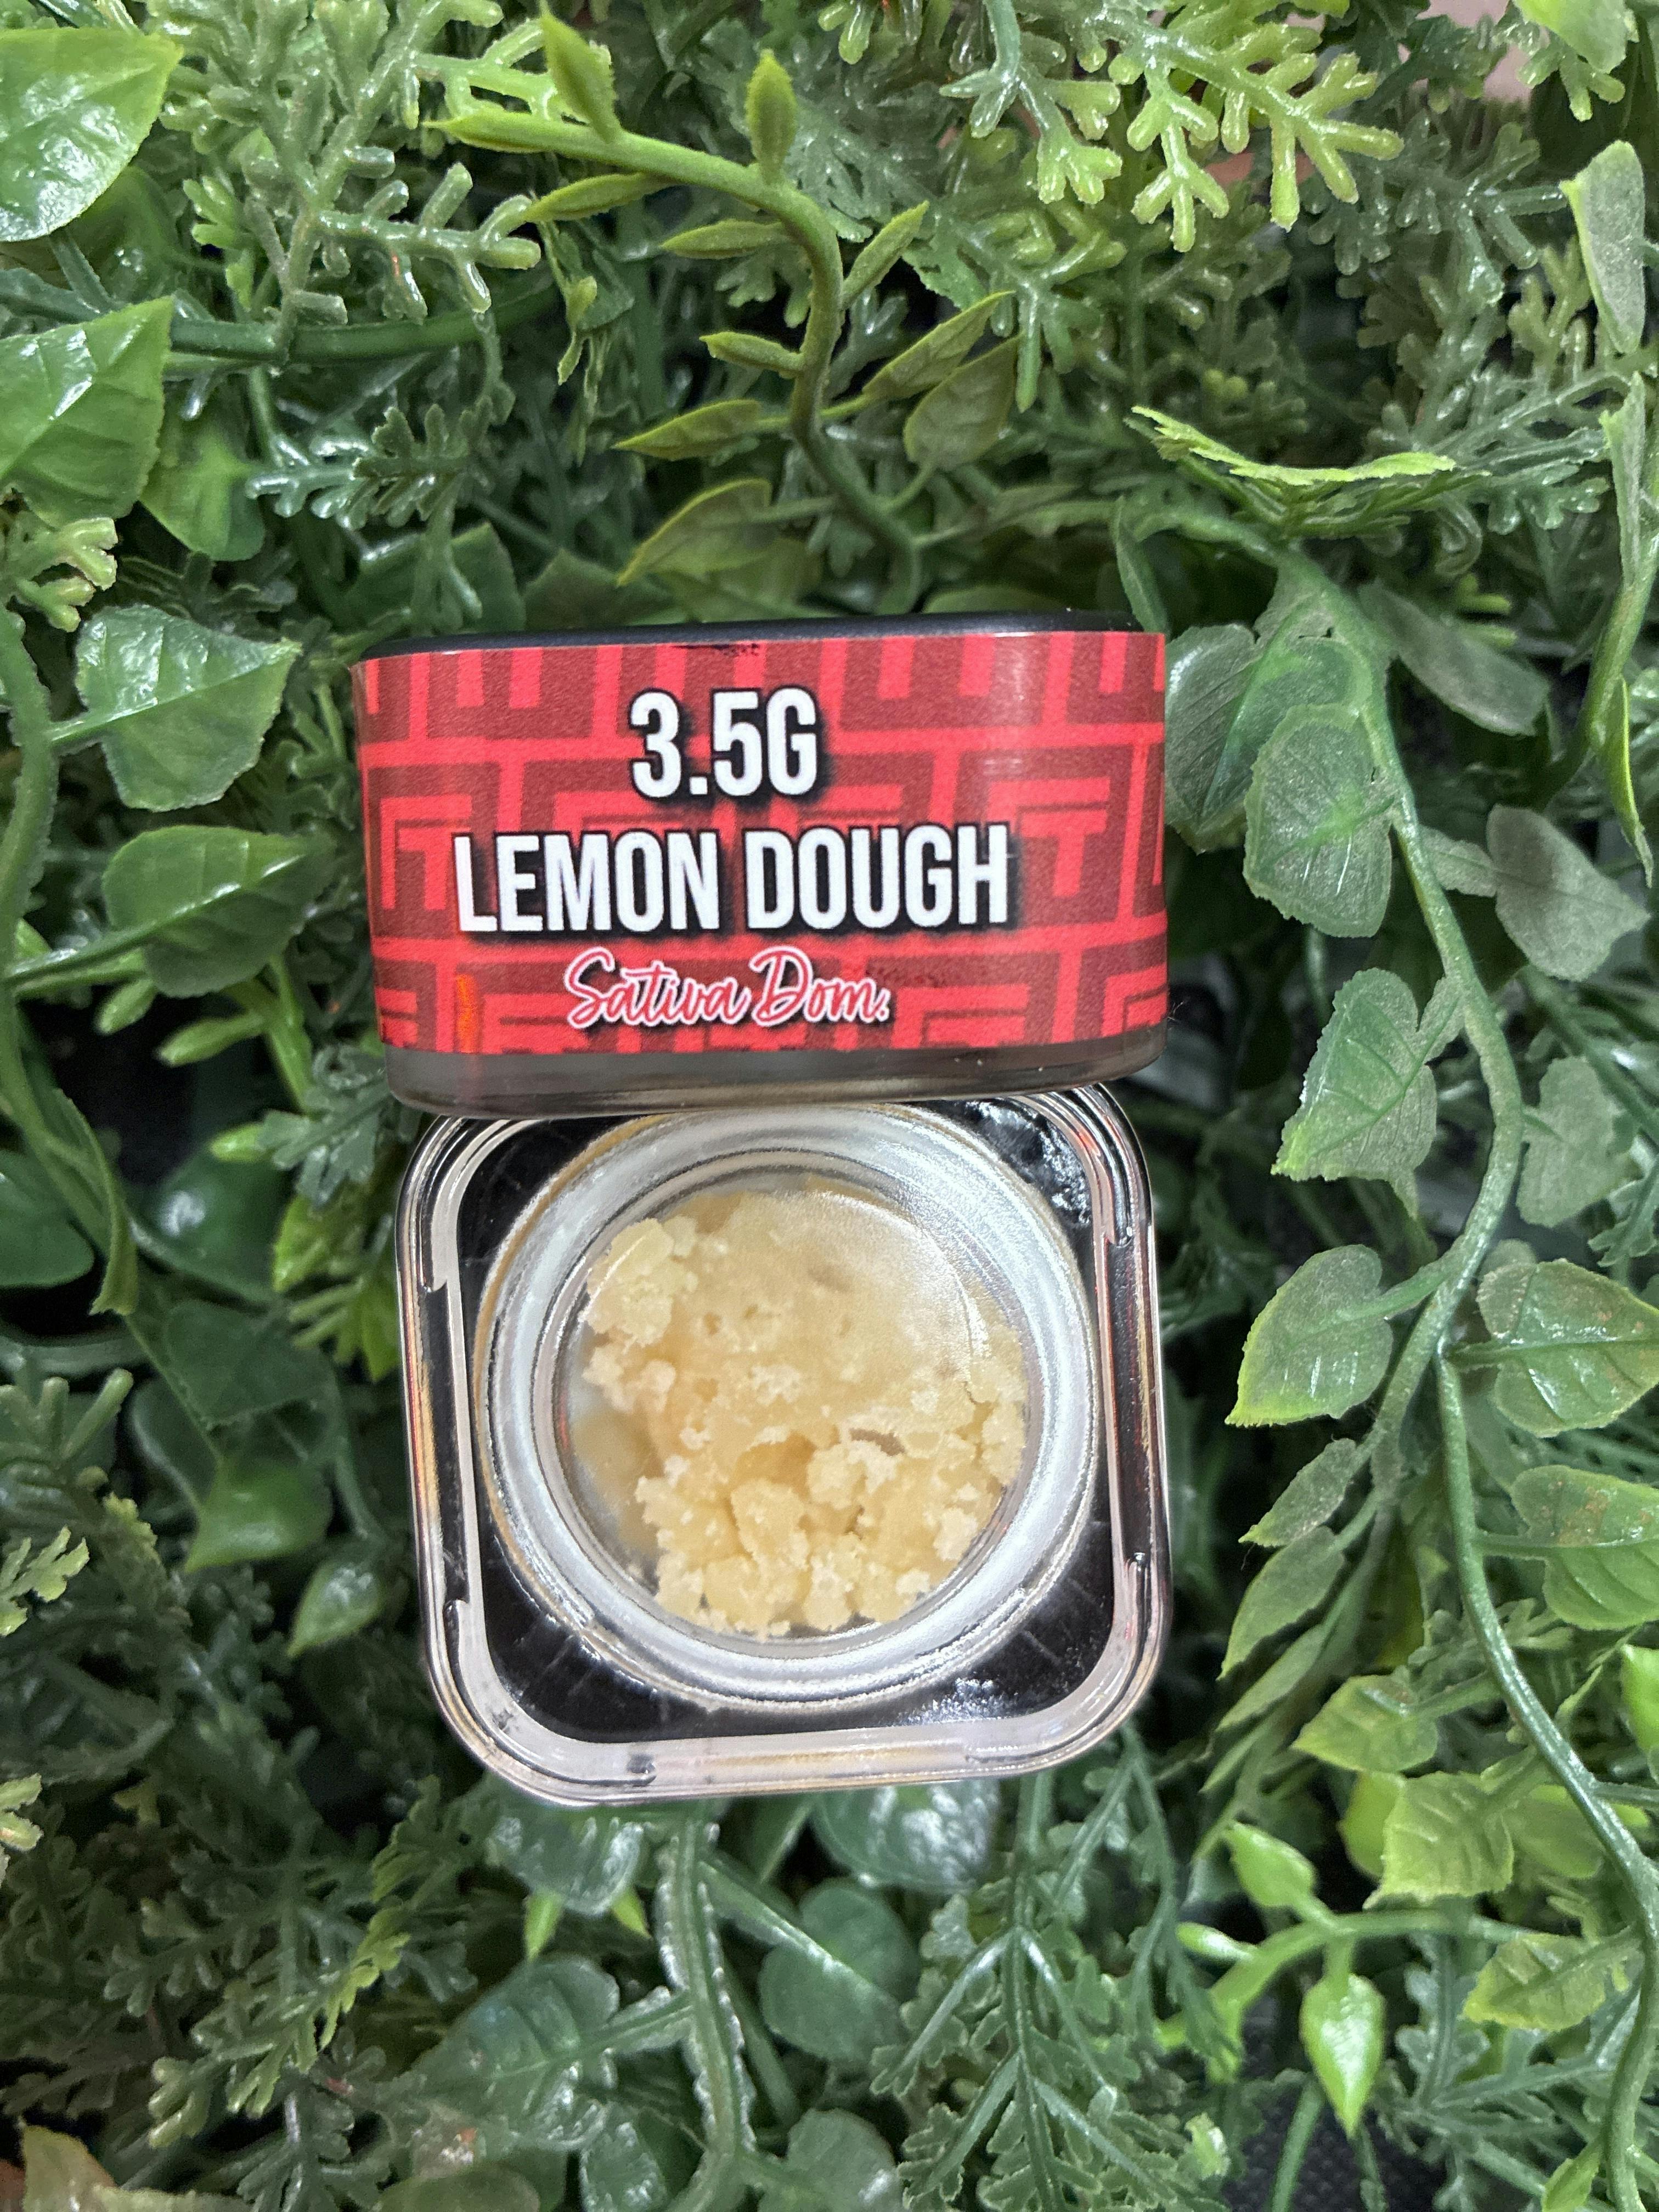 3.5G
LEMON DOUGH
Sativa Dom.